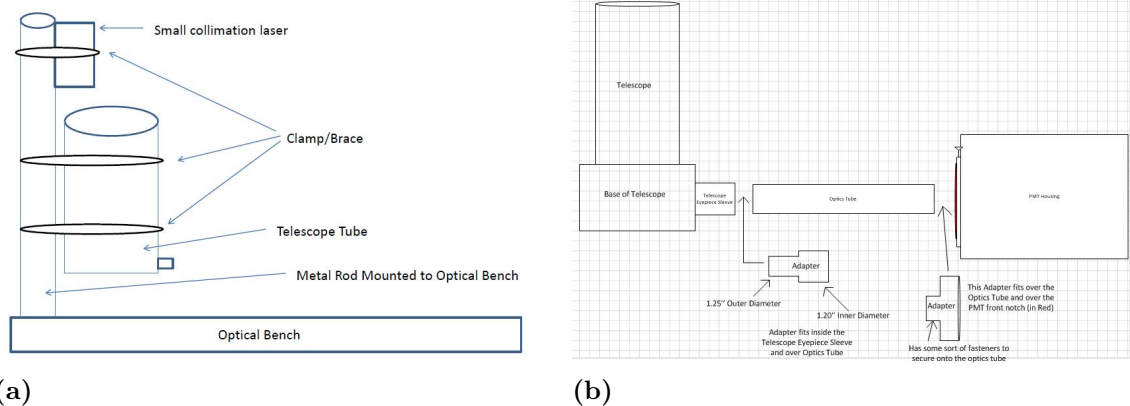 Small collimation laser
Clamp/Brace
Telescope Tube
Metal Rod Mounted to Optical Bench
Optical Bench
(a)
Telescope
Base of Telescope
Telescope
Eyepiece Sleeve
Optics Tube
PMT Housing
Adapter
1.25’’ Outer Diameter
1.20’’ Inner Diameter
Adapter fits inside the
Telescope Eyepiece Sleeve
and over Optics Tube
Adapter
This Adapter fits over the
Optics Tube and over the
PMT front notch (in Red)
Has some sort of fasteners to
secure onto the optics tube
(b)